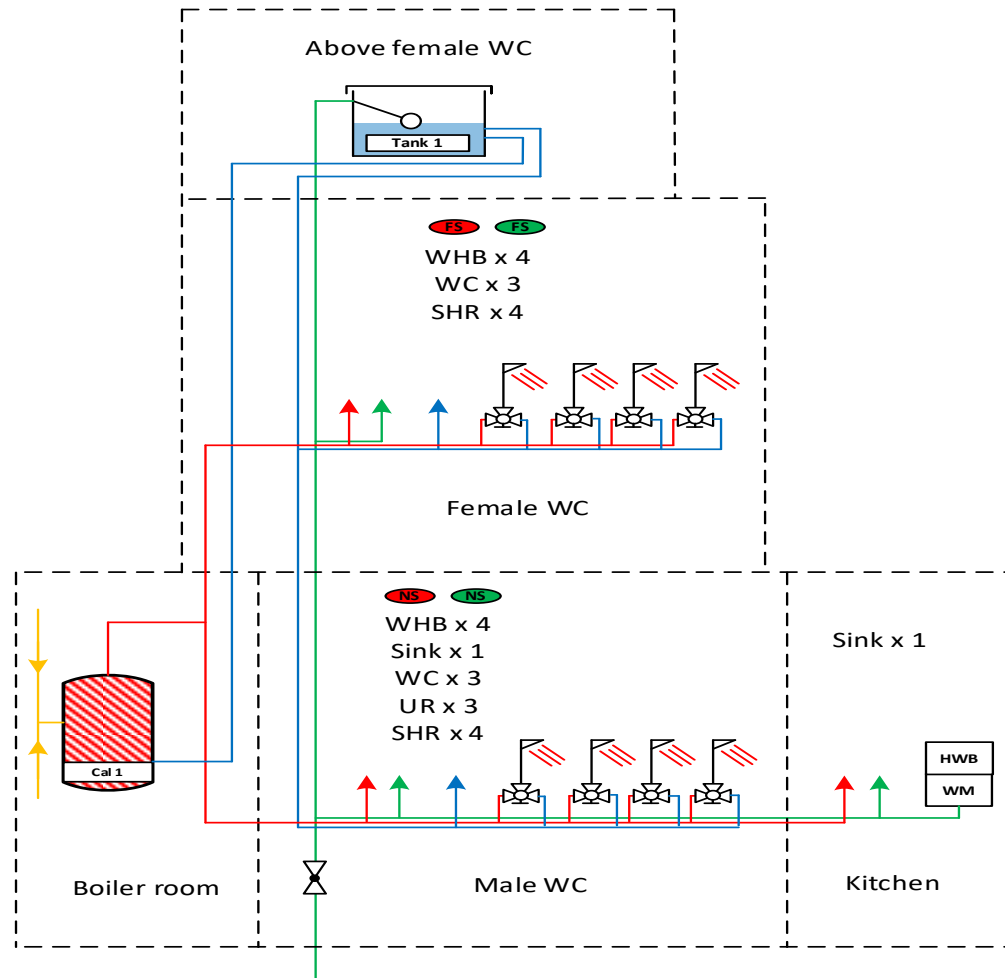 Above female WC
Tank 1
FS FS
WHB x 4
WC x 3
SHR x 4
Female WC
NS NS
WHB x 4
Sink x 1
WC x 3
UR x 3
SHR x 4
Sink x 1
HWB
WM
Cal 1
Boiler room
Male WC
Kitchen